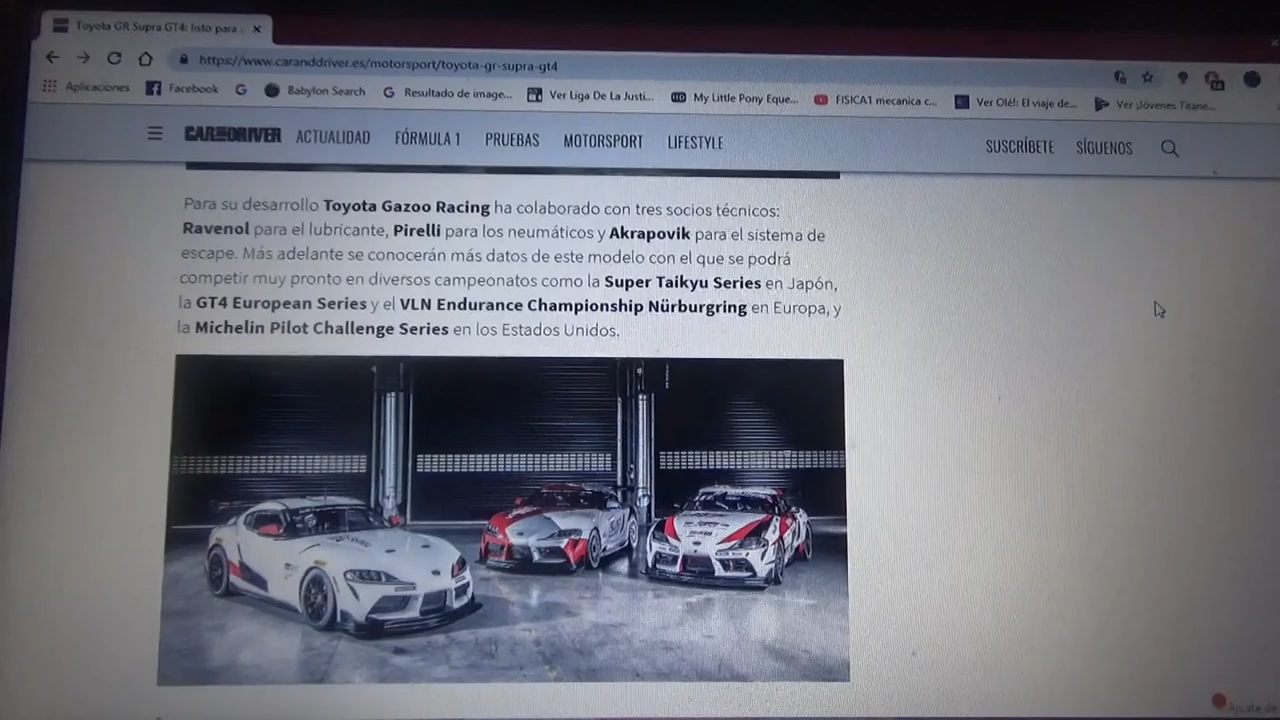 Toyota GR Supra GT4: listo para
https://www.caranddriver.es/motorsport/toyota-gr-supra-gt4
Aplicaciones Facebook Babylon Search Resultado de image... Ver Liga De La Justi... My Little Pony Eque... FISICA1 mecanica c... Ver Olé!: El viaje de... Ver ¡Jóvenes Titane...
CAR AND DRIVER ACTUALIDAD FÓRMULA 1 PRUEBAS MOTORSPORT LIFESTYLE SUSCRÍBETE SÍGUENOS
Para su desarrollo Toyota Gazoo Racing ha colaborado con tres socios técnicos:
Ravenol para el lubricante, Pirelli para los neumáticos y Akrapovik para el sistema de
escape. Más adelante se conocerán más datos de este modelo con el que se podrá
competir muy pronto en diversos campeonatos como la Super Taikyu Series en Japón,
la GT4 European Series y el VLN Endurance Championship Nürburgring en Europa, y
la Michelin Pilot Challenge Series en los Estados Unidos.
Ajuste de